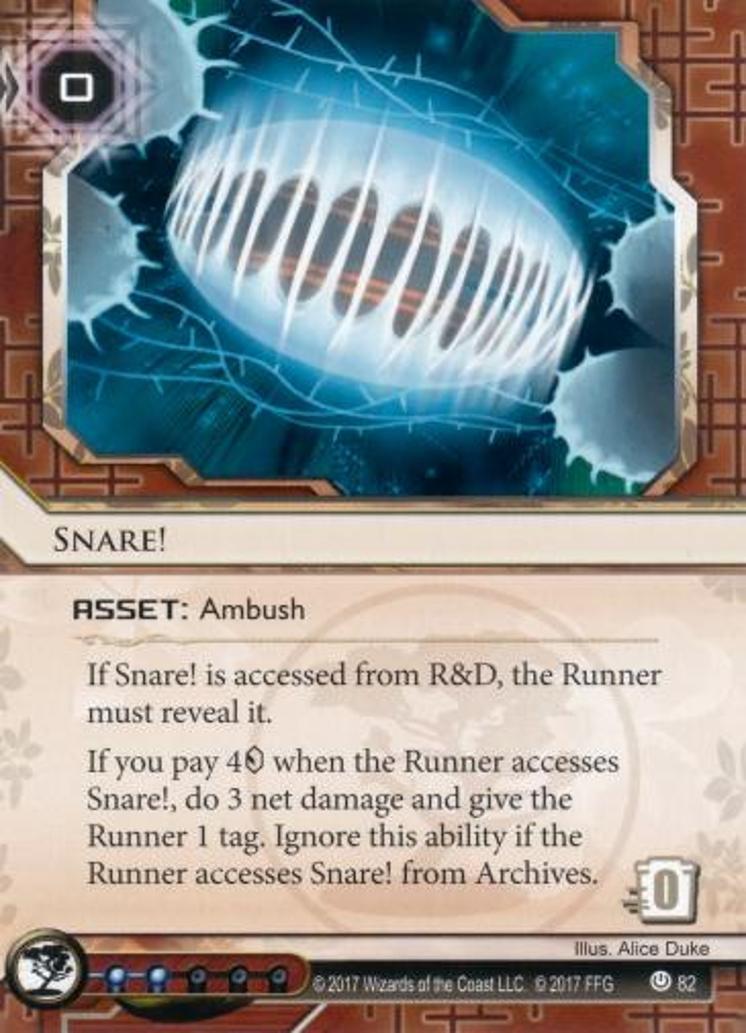 0
SNARE!
ASSET: Ambush
If Snare! is accessed from R&D, the Runner
must reveal it.
If you pay 4 when the Runner accesses
Snare!, do 3 net damage and give the
Runner 1 tag. Ignore this ability if the
Runner accesses Snare! from Archives.
0
Illus. Alice Duke
© 2017 Wizards of the Coast LLC. © 2017 FFG
82